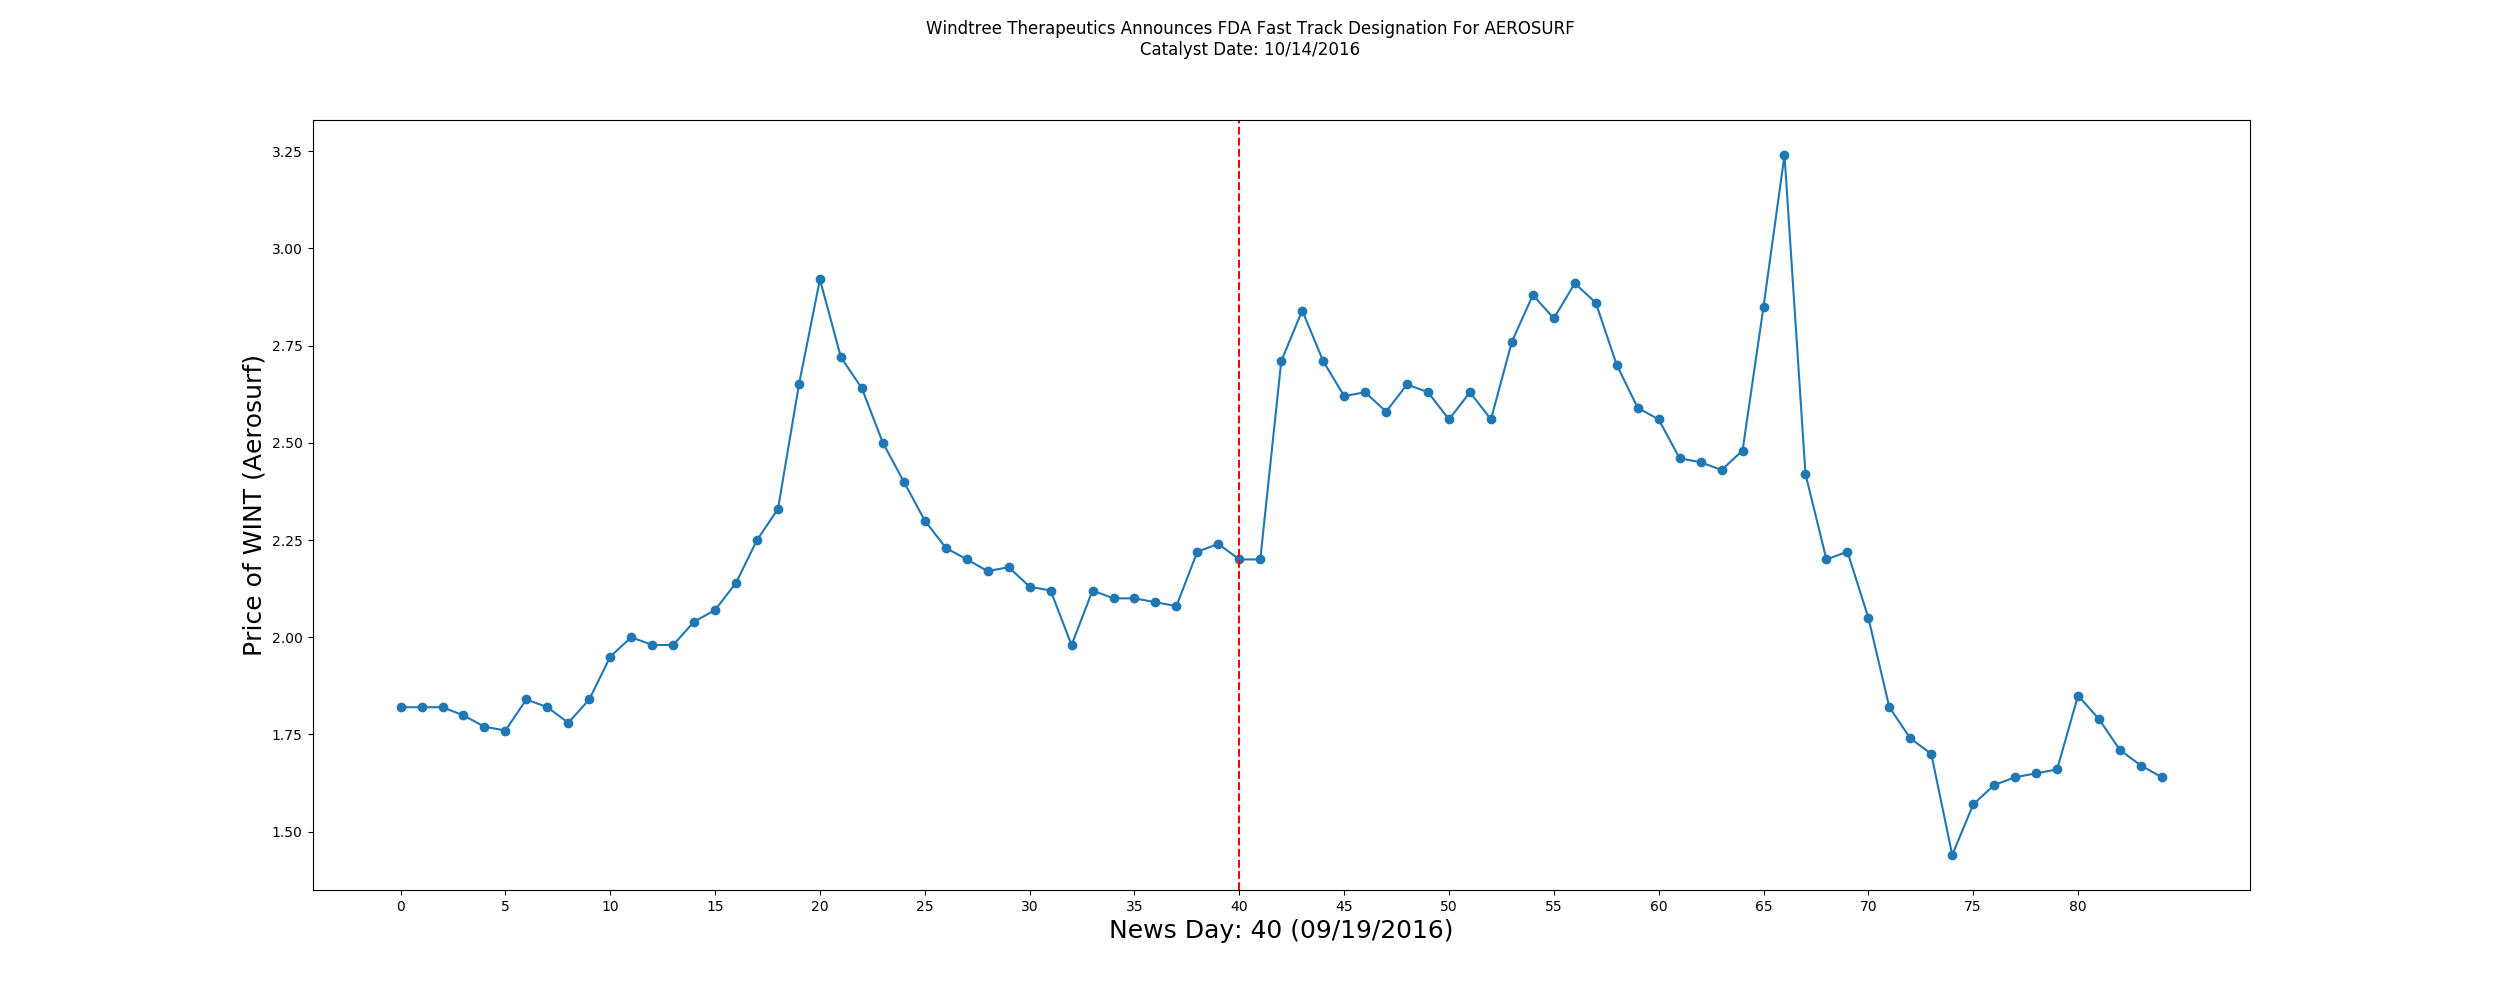 Windtree Therapeutics Announces FDA Fast Track Designation For AEROSURF
Catalyst Date: 10/14/2016
Price of WINT (Aerosurf)
3.25
3.00
2.75
2.50
2.25
2.00
1.75
1.50
0 5 10 15 20 25 30 35 40 45 50 55 60 65 70 75 80
News Day: 40 (09/19/2016)